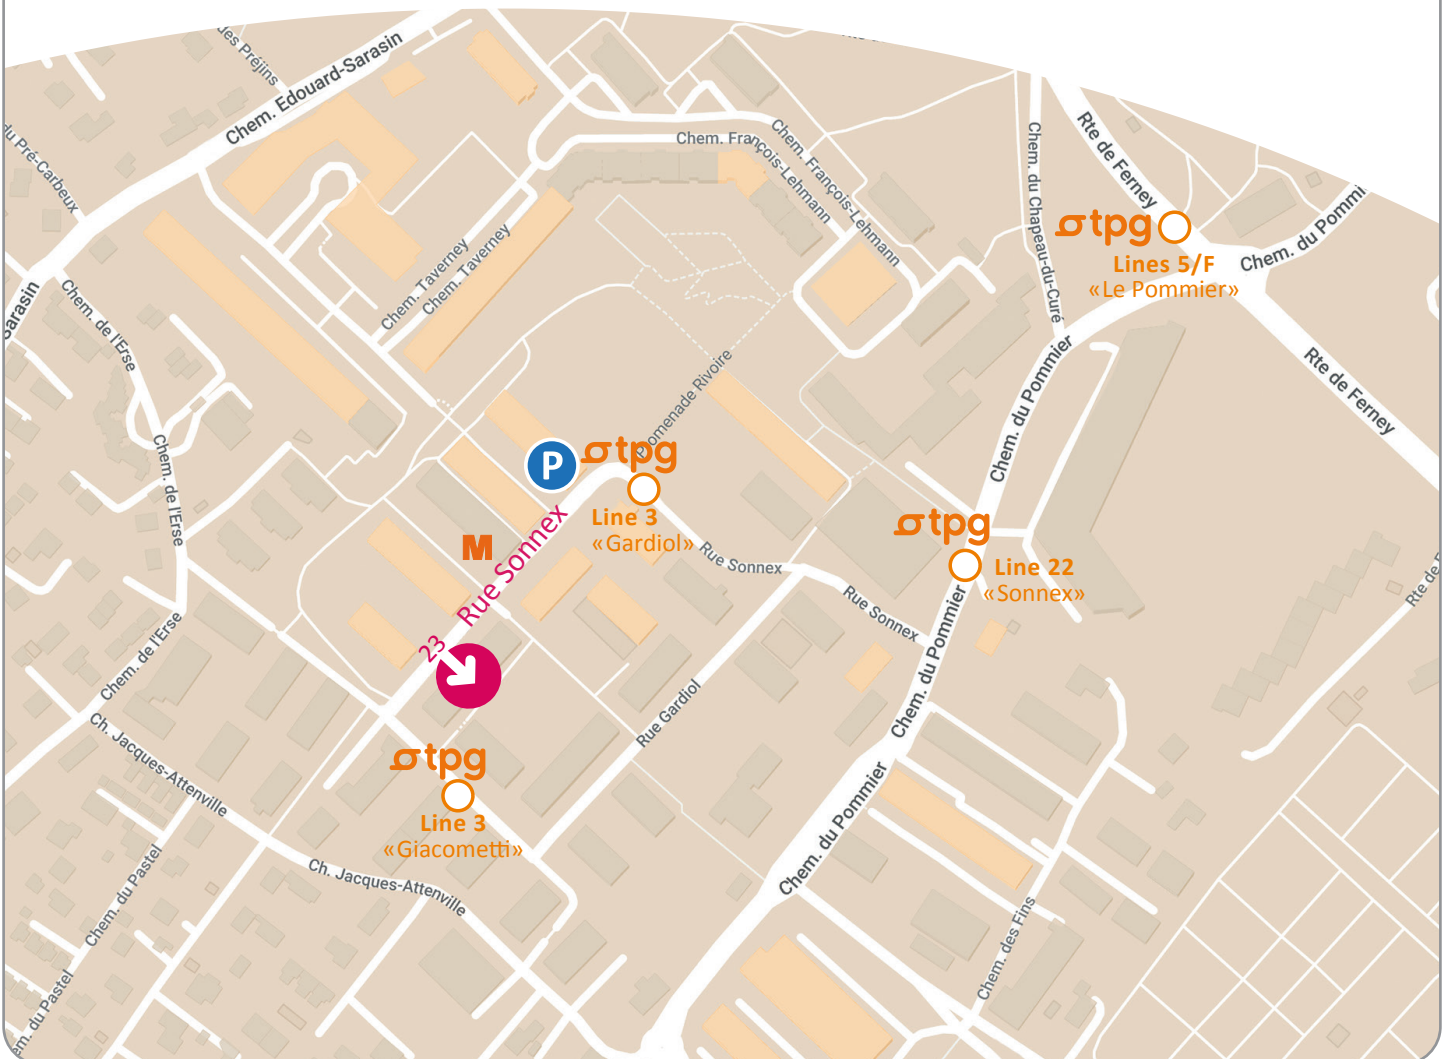 des Préjins
Chem. Edouard-Sarasin
du Pré-Carbeux
Sarasin
Chem. François-Lehmann
Chem. François-Lehmann
Chem. du Chapeau-du-Curé
Rte de Ferney
tpg
Lines 5/F
«Le Pommier»
Chem. du Pommi
Chem. Taverney
Chem. Taverney
Chem. de l'Erse
Promenade Rivoire
Chem. du Pommier
Rte de Ferney
Chem. de l'Erse
P
tpg
Line 3
«Gardiol»
M
Rue Sonnex
23
Rue Sonnex
Rue Sonnex
tpg
Line 22
«Sonnex»
Chem. de l'Erse
Chem. du Pommier
Rue Gardiol
Ch. Jacques-Attenville
tpg
Line 3
«Giacometti»
Chem. du Pommier
Ch. Jacques-Attenville
Chem. du Pastel
Chem. des Fins
em. du Pastel